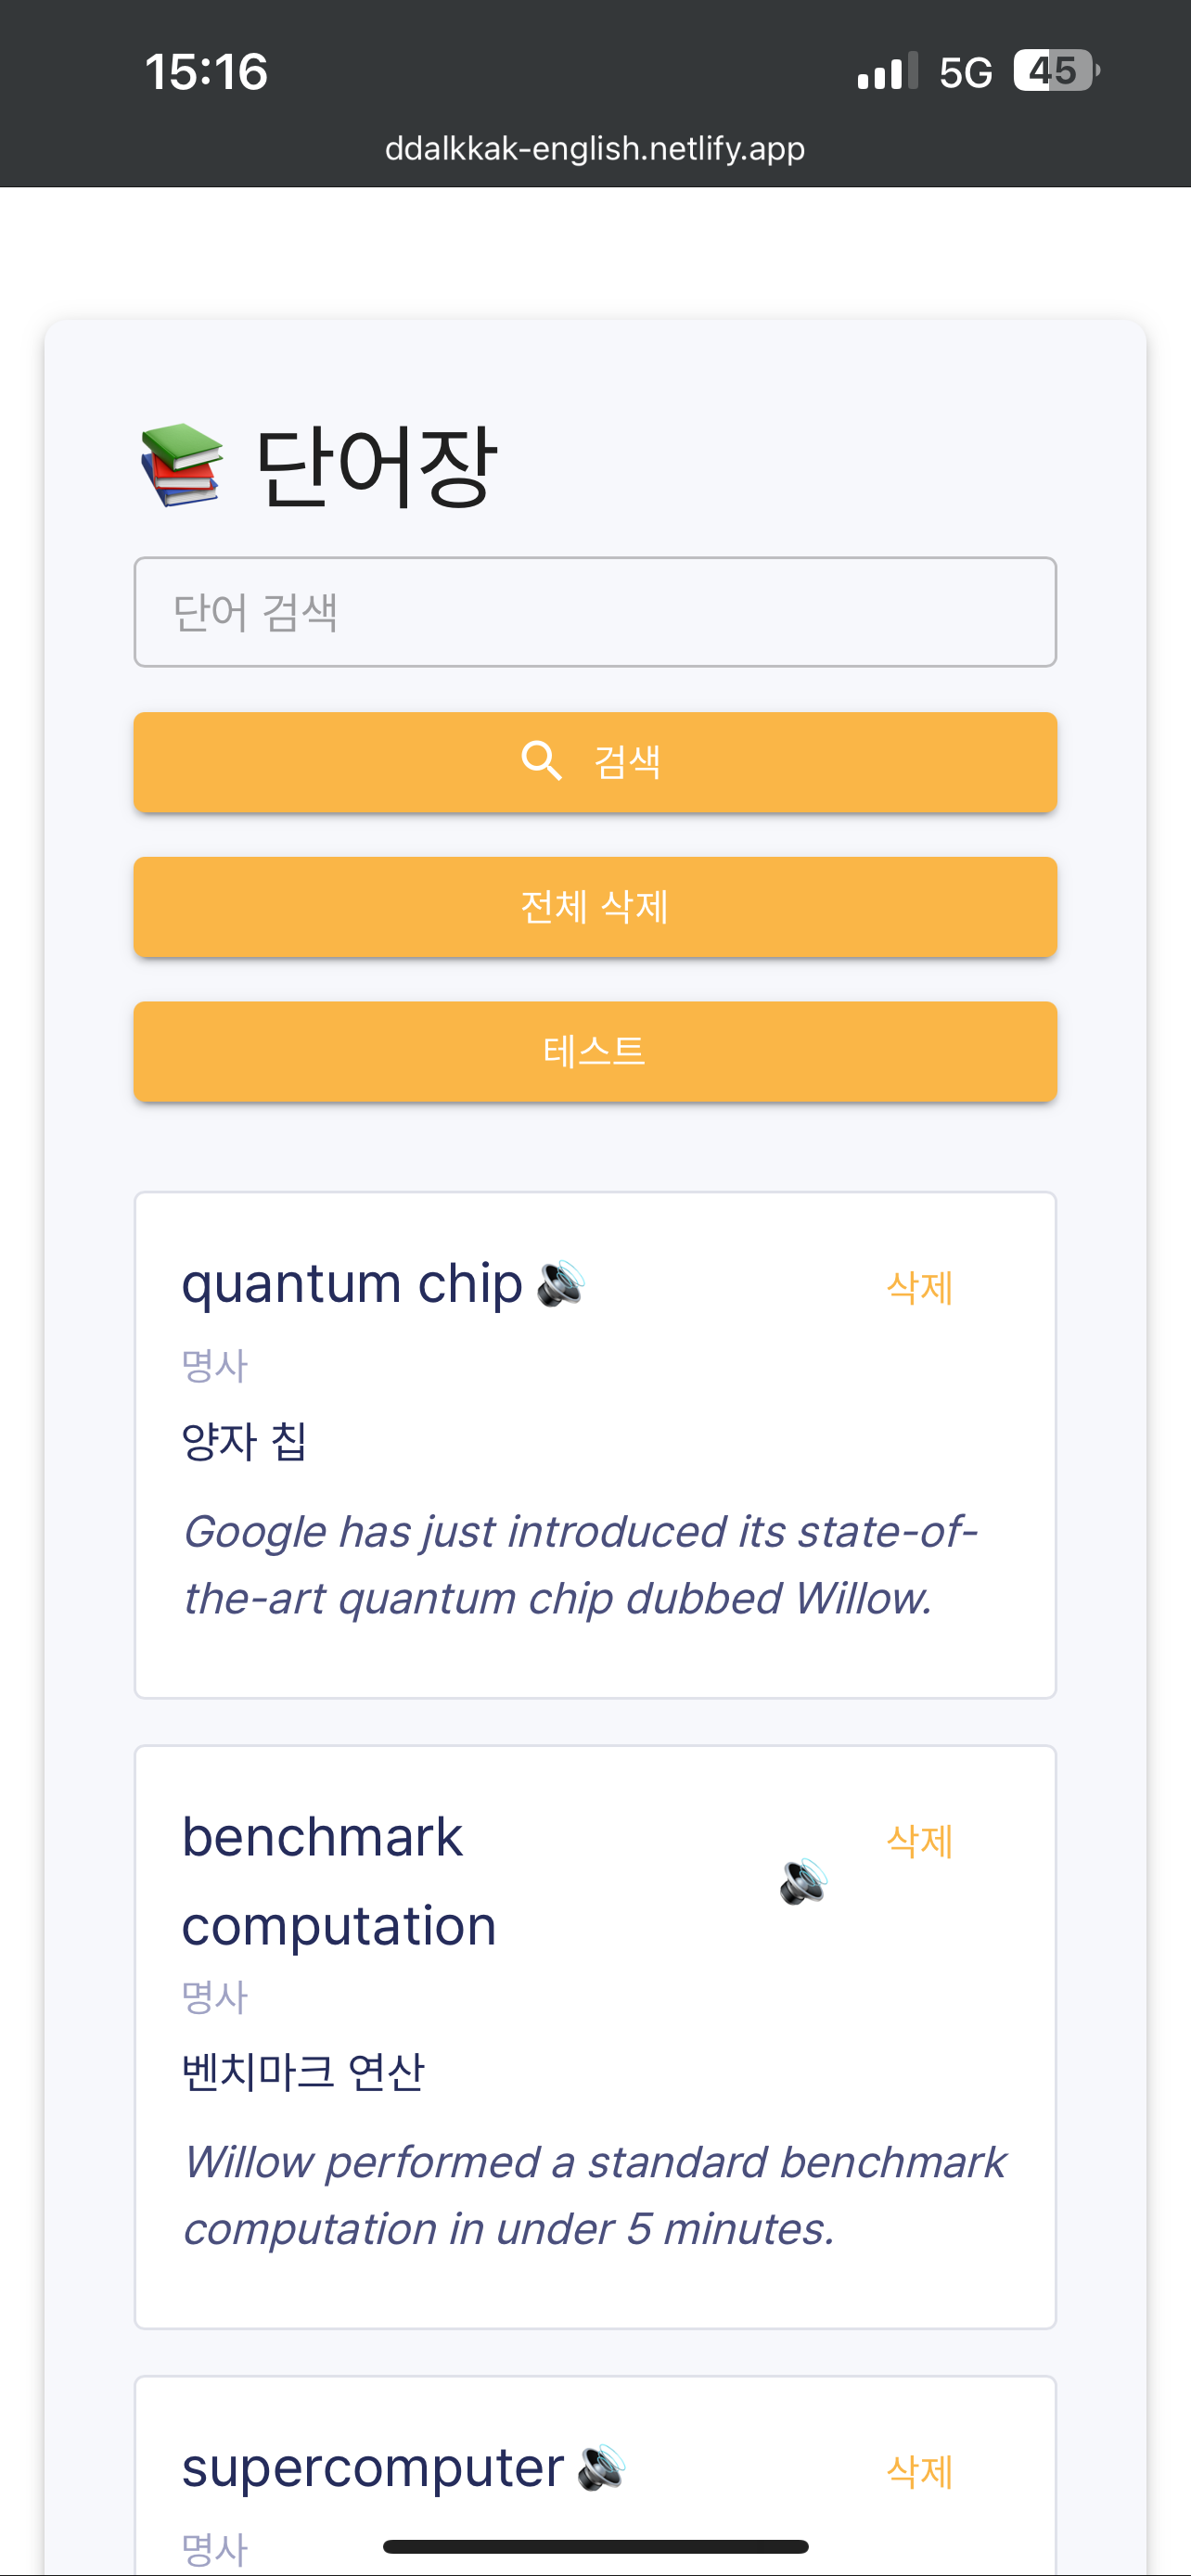 15:16
5G
45
ddalkkak-english.netlify.app
단어장
단어 검색
검색
전체 삭제
테스트
quantum chip
삭제
명사
양자 칩
Google has just introduced its state-of-
the-art quantum chip dubbed Willow.
benchmark
computation
삭제
명사
벤치마크 연산
Willow performed a standard benchmark
computation in under 5 minutes.
supercomputer
삭제
명사